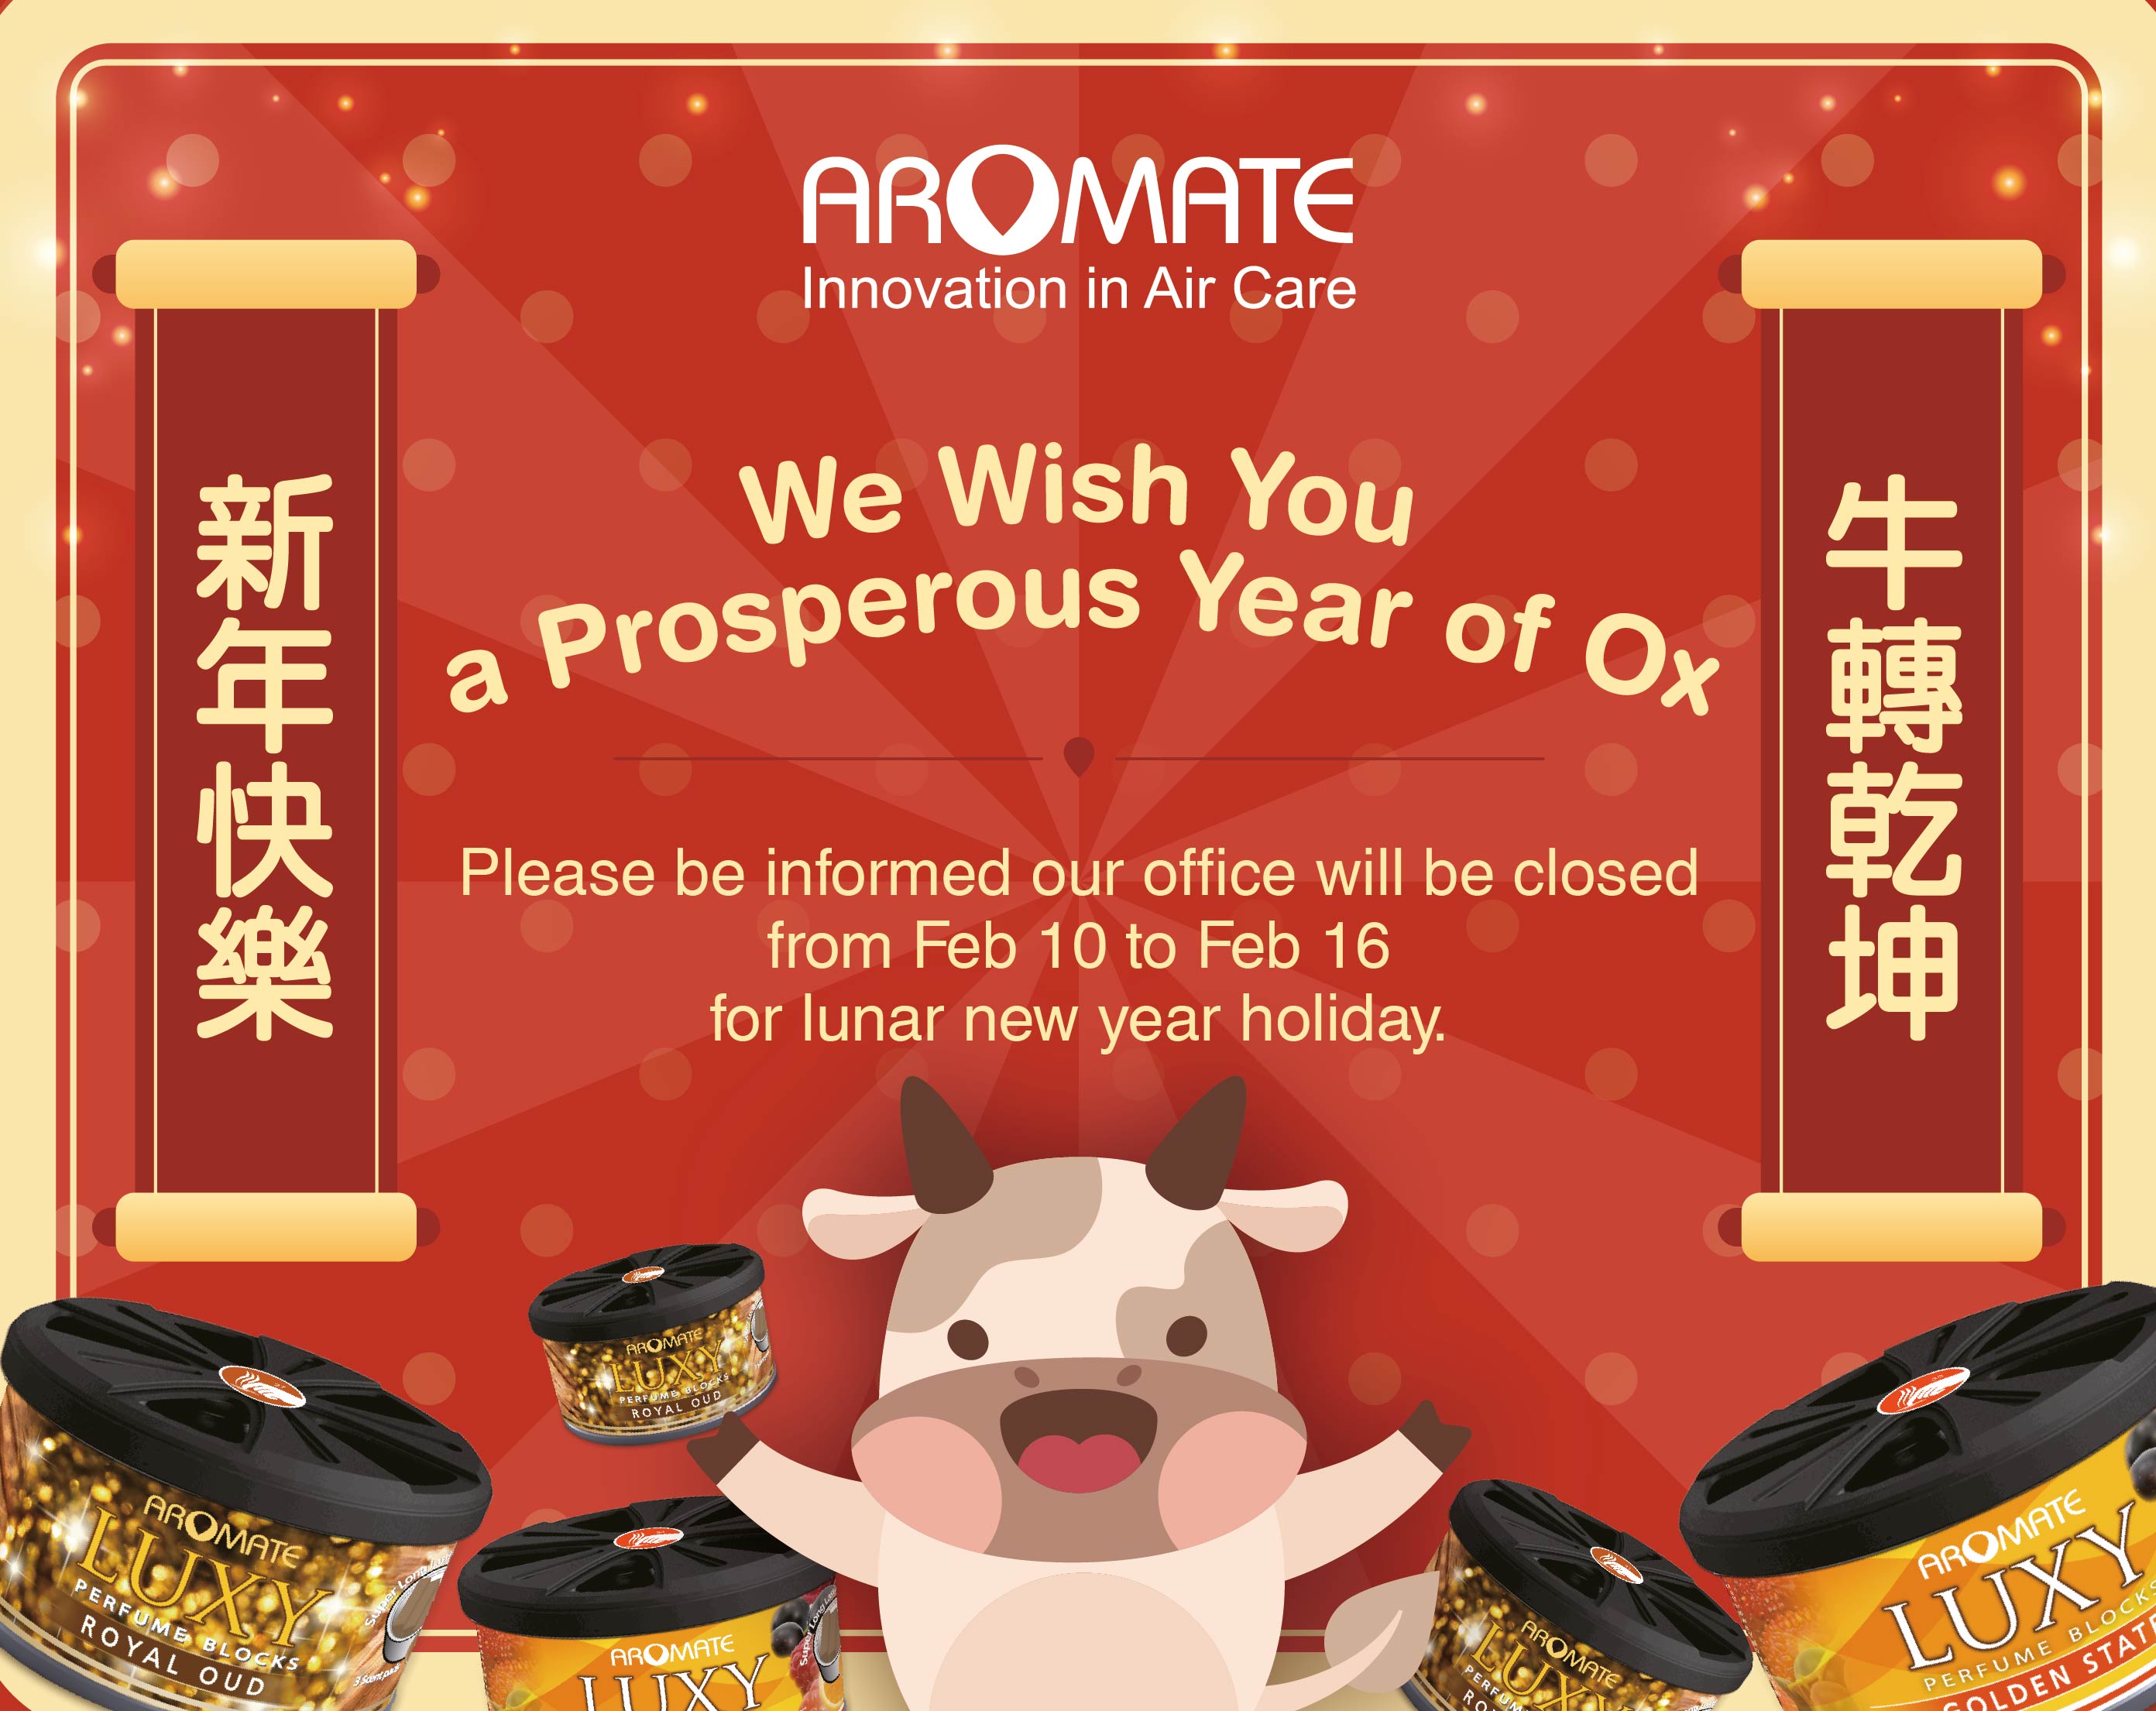 AROMATE
Innovation in Air Care
新年快樂
牛轉乾坤
We Wish You
a Prosperous Year of Ox
Please be informed our office will be closed
from Feb 10 to Feb 16
for lunar new year holiday.
AROMATE
LUXY
PERFUME BLOCKS
ROYAL OUD
AROMATE
LUXY
PERFUME BLOCKS
ROYAL OUD
Super Long
AROMATE
LUXY
AROMATE
LUXY
AROMATE
LUXY
PERFUME BLOCKS
GOLDEN STATE